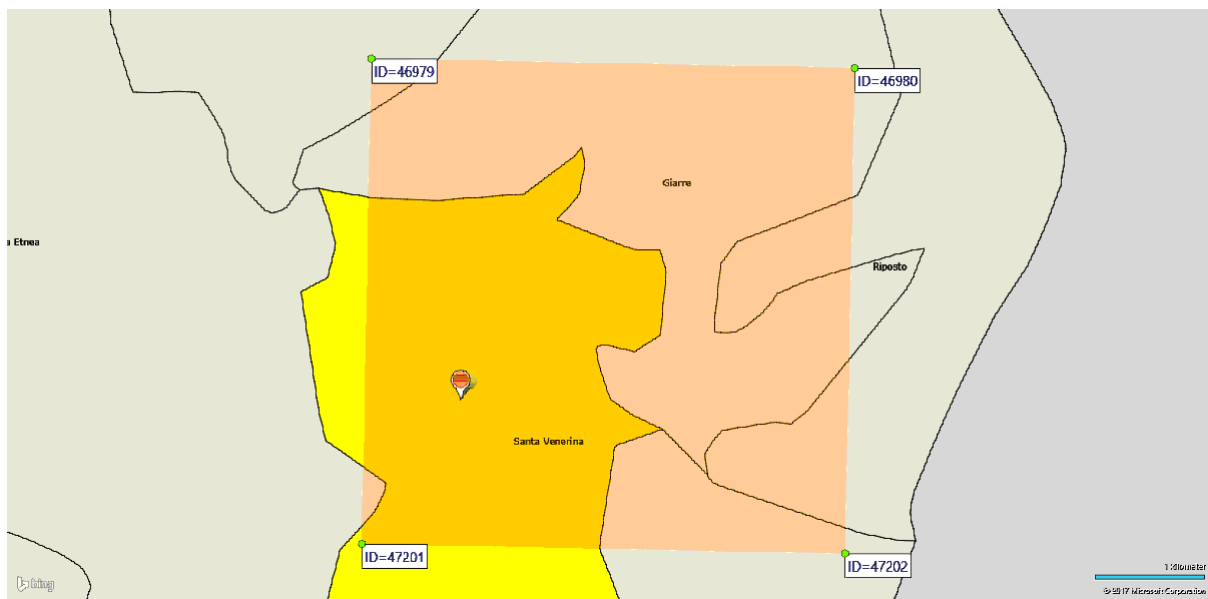 ID=46979
ID=46980
Giarre
a Etnea
Riposto
Santa Venerina
ID=47201
ID=47202
1 Kilometer
bing
© 2017 Microsoft Corporation